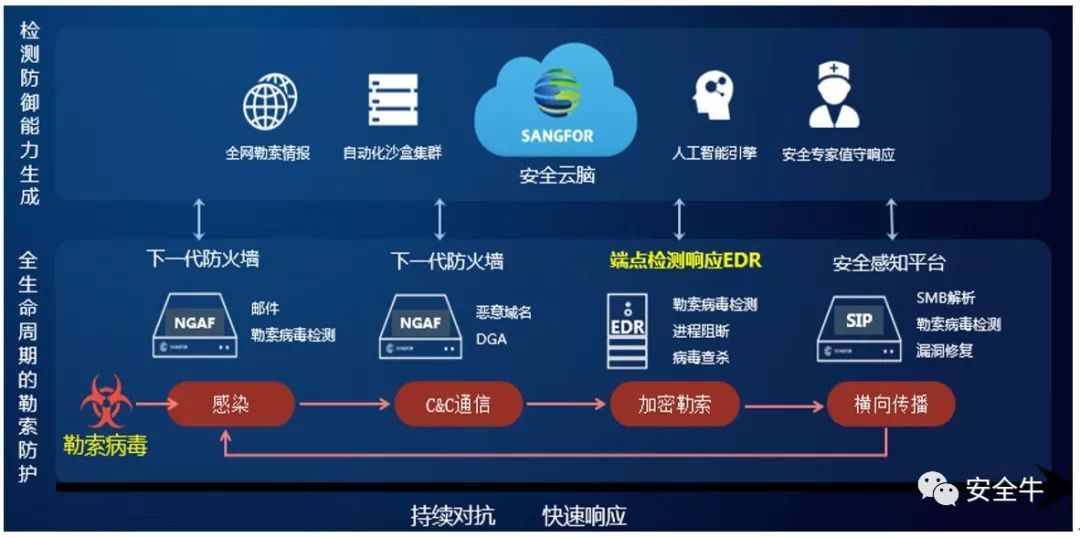 检测防御能力生成
全网勒索情报
自动化沙盒集群
SANGFOR
安全云脑
人工智能引擎
安全专家值守响应
全生命周期的勒索防护
下一代防火墙
NGAF
SANGFOR
邮件
勒索病毒检测
下一代防火墙
NGAF
SANGFOR
恶意域名
DGA
端点检测响应EDR
EDR
勒索病毒检测
进程阻断
病毒查杀
安全感知平台
SIP
SANGFOR
SMB解析
勒索病毒检测
漏洞修复
勒索病毒
感染
C&C通信
加密勒索
横向传播
持续对抗 快速响应
安全牛